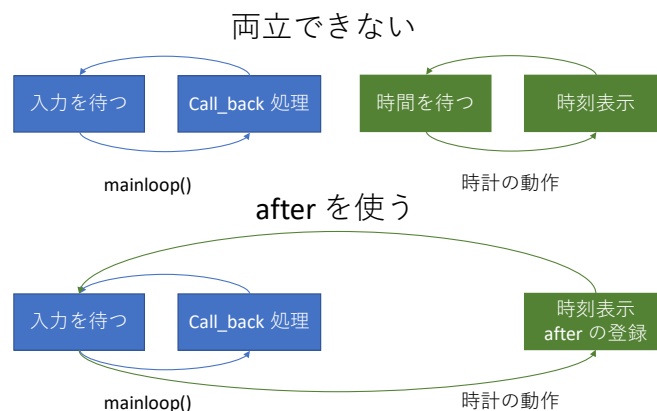 両立できない
入力を待つ
Call_back 処理
時間を待つ
時刻表示
mainloop()
時計の動作
after を使う
入力を待つ
Call_back 処理
時刻表示
after の登録
mainloop()
時計の動作